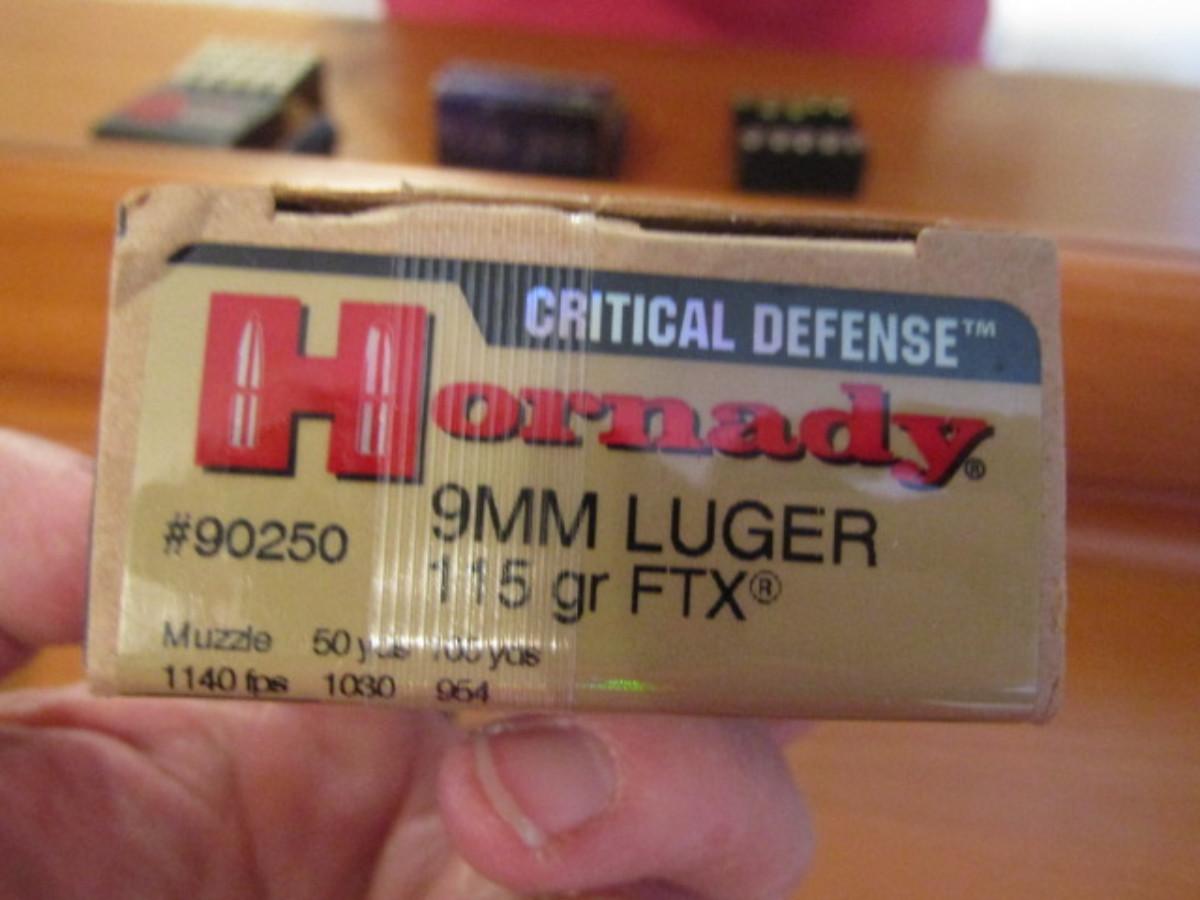 CRITICAL DEFENSE™
Hornady®
#90250
9MM LUGER
115 gr FTX®
Muzzle 50 yds 100 yds
1140 fps 1030 954